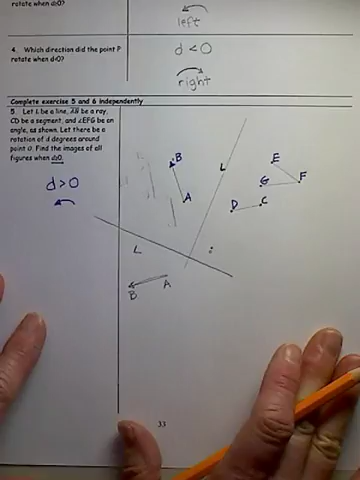 rotate when d≥0?
left
4. Which direction did the point P
rotate when d<0?
d < 0
right
Complete exercise 5 and 6 independently
5. Let L be a line, AB be a ray,
CD be a segment, and ∠EFG be an
angle, as shown. Let there be a
rotation of d degrees around
point O. Find the images of all
figures when d≥0.
d > 0
B
E
L
G
F
A
D
C
L
A
B
33